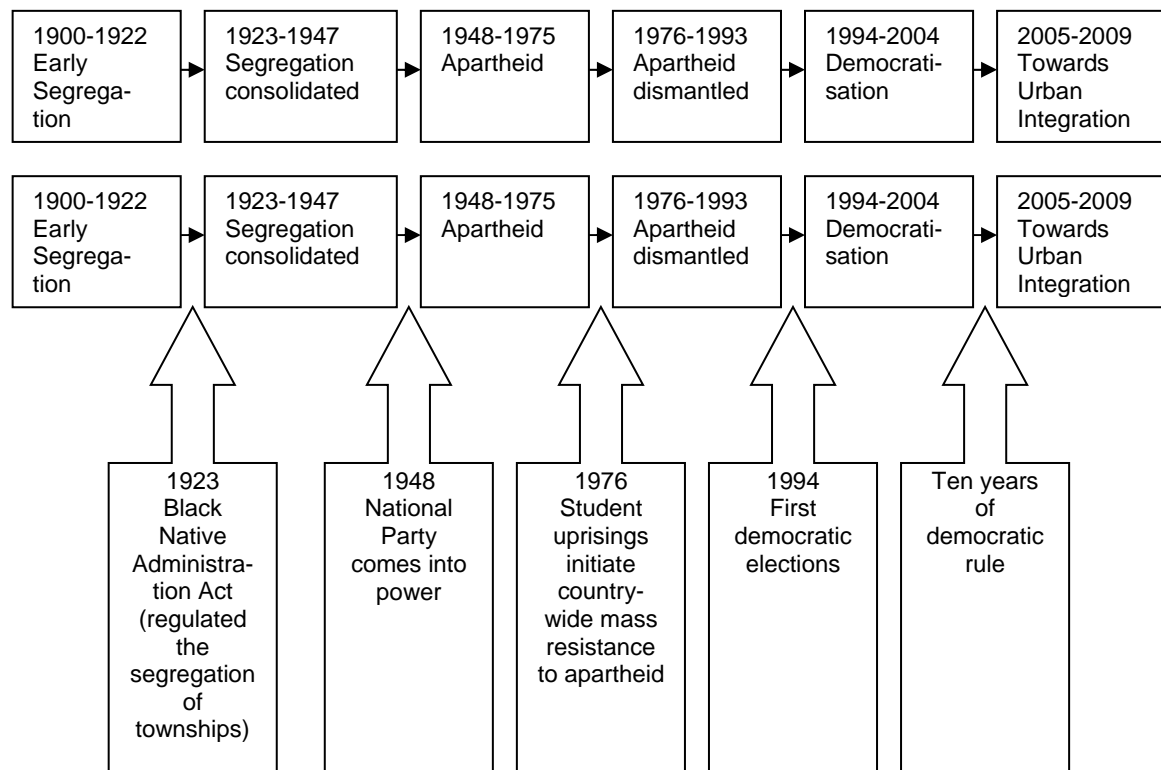 1900-1922
Early
Segrega-
tion
1923-1947
Segregation
consolidated
1948-1975
Apartheid
1976-1993
Apartheid
dismantled
1994-2004
Democrati-
sation
2005-2009
Towards
Urban
Integration
1900-1922
Early
Segrega-
tion
1923-1947
Segregation
consolidated
1948-1975
Apartheid
1976-1993
Apartheid
dismantled
1994-2004
Democrati-
sation
2005-2009
Towards
Urban
Integration
1923
Black
Native
Administra-
tion Act
(regulated
the
segregation
of
townships)
1948
National
Party
comes into
power
1976
Student
uprisings
initiate
country-
wide mass
resistance
to apartheid
1994
First
democratic
elections
Ten years
of
democratic
rule